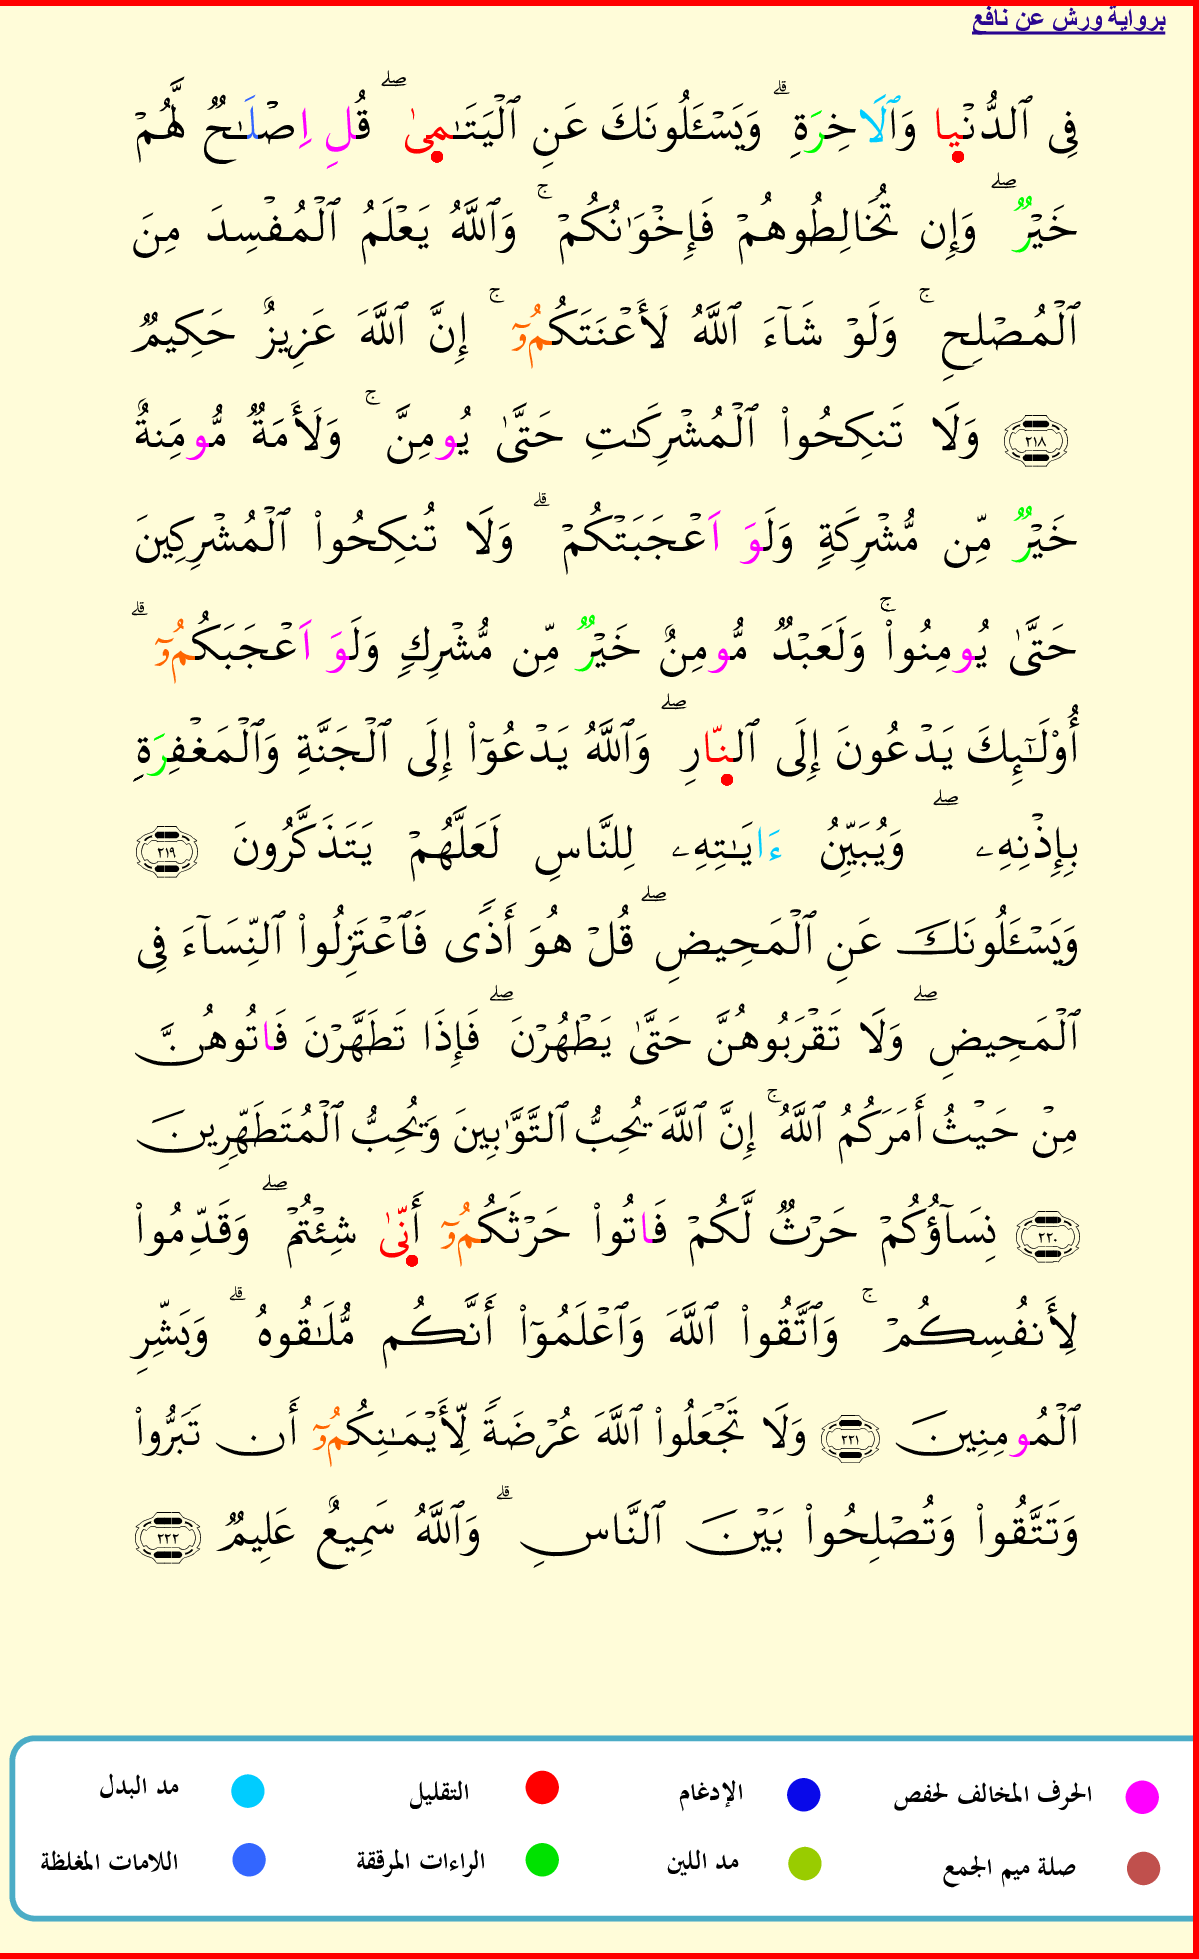 برواية ورش عن نافع
فِي اِ۬لدُّنْي۪ا وَالَاخِرَةِۖ وَيَسْـَٔلُونَكَ عَنِ اِ۬لْيَتَٰم۪ىٰۖ قُلِ اِصْلَٰحٞ لَّهُمْ
خَيْرٞۖ وَإِن تُخَالِطُوهُمْ فَإِخْوَٰنُكُمْۚ وَٱللَّهُ يَعْلَمُ ٱلْمُفْسِدَ مِنَ
ٱلْمُصْلِحِۚ وَلَوْ شَآءَ ٱللَّهُ لَأَعْنَتَكُمُۥٓۚ إِنَّ ٱللَّهَ عَزِيزٌ حَكِيمٞ
٢١٨ وَلَا تَنكِحُواْ ٱلْمُشْرِكَٰتِ حَتَّىٰ يُومِنَّۚ وَلَأَمَةٞ مُّومِنَةٌ
خَيْرٞ مِّن مُّشْرِكَةٖ وَلَوَ اَعْجَبَتْكُمْۗ وَلَا تُنكِحُواْ ٱلْمُشْرِكِينَ
حَتَّىٰ يُومِنُواْۚ وَلَعَبْدٞ مُّومِنٌ خَيْرٞ مِّن مُّشْرِكٖ وَلَوَ اَعْجَبَكُمُۥٓۗ
أُوْلَٰٓئِكَ يَدْعُونَ إِلَى ٱلنّ۪ارِۖ وَٱللَّهُ يَدْعُوٓاْ إِلَى ٱلْجَنَّةِ وَٱلْمَغْفِرَةِ
بِإِذْنِهِۦۖ وَيُبَيِّنُ ءَايَٰتِهِۦ لِلنَّاسِ لَعَلَّهُمْ يَتَذَكَّرُونَ ٢١٩
وَيَسْـَٔلُونَكَ عَنِ ٱلْمَحِيضِۖ قُلْ هُوَ أَذٗى فَٱعْتَزِلُواْ ٱلنِّسَآءَ فِي
ٱلْمَحِيضِۖ وَلَا تَقْرَبُوهُنَّ حَتَّىٰ يَطْهُرْنَۖ فَإِذَا تَطَهَّرْنَ فَاتُوهُنَّ
مِنْ حَيْثُ أَمَرَكُمُ ٱللَّهُۚ إِنَّ ٱللَّهَ يُحِبُّ ٱلتَّوَّٰبِينَ وَيُحِبُّ ٱلْمُتَطَهِّرِينَ
٢٢٠ نِسَآؤُكُمْ حَرْثٞ لَّكُمْ فَاتُواْ حَرْثَكُمُۥٓ أَنّ۪ىٰ شِئْتُمْۖ وَقَدِّمُواْ
لِأَنفُسِكُمْۚ وَٱتَّقُواْ ٱللَّهَ وَٱعْلَمُوٓاْ أَنَّكُم مُّلَٰقُوهُۗ وَبَشِّرِ
ٱلْمُومِنِينَ ٢٢١ وَلَا تَجْعَلُواْ ٱللَّهَ عُرْضَةٗ لِّأَيْمَٰنِكُمُۥٓ أَن تَبَرُّواْ
وَتَتَّقُواْ وَتُصْلِحُواْ بَيْنَ ٱلنَّاسِۗ وَٱللَّهُ سَمِيعٌ عَلِيمٞ ٢٢٢
الحرف المخالف لحفص الإدغام التقليل مد البدل
صلة ميم الجمع مد اللين الراءات المرققة اللامات المغلظة